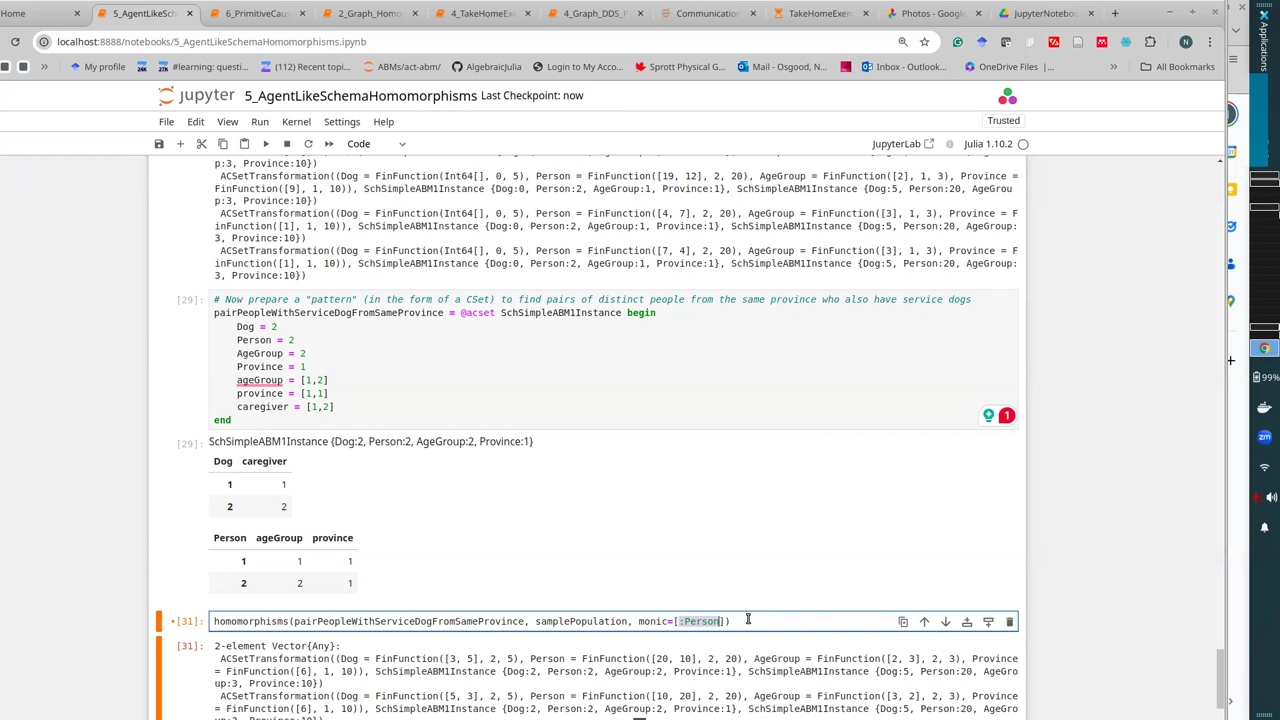 5_AgentLikeSche
6_PrimitiveCaus
2_Graph_Homom
4_TakeHomeExer
4_Graph_DDS_F
Communication
TakeHomeExerc
Photos - Google
JupyterNotebo
localhost:8888/notebooks/5_AgentLikeSchemaHomomorphisms.ipynb
My profile
#learning: questi...
(112) Recent topi...
ABMs/act-abm/
AlgebraicJulia
Logon to My Acco...
Sprott Physical G...
Mail - Osgood, N...
Inbox - Outlook...
OneDrive Files |...
All Bookmarks
Applications
jupyter 5_AgentLikeSchemaHomomorphisms Last Checkpoint: now
File Edit View Run Kernel Settings Help
Trusted
Code
JupyterLab
Julia 1.10.2
p:3, Province:10})
ACSetTransformation((Dog = FinFunction(Int64[], 0, 5), Person = FinFunction([19, 12], 2, 20), AgeGroup = FinFunction([2], 1, 3), Province =
FinFunction([9], 1, 10)), SchSimpleABM1Instance {Dog:0, Person:2, AgeGroup:1, Province:1}, SchSimpleABM1Instance {Dog:5, Person:20, AgeGrou
p:3, Province:10})
ACSetTransformation((Dog = FinFunction(Int64[], 0, 5), Person = FinFunction([4, 7], 2, 20), AgeGroup = FinFunction([3], 1, 3), Province = F
inFunction([1], 1, 10)), SchSimpleABM1Instance {Dog:0, Person:2, AgeGroup:1, Province:1}, SchSimpleABM1Instance {Dog:5, Person:20, AgeGroup:
3, Province:10})
ACSetTransformation((Dog = FinFunction(Int64[], 0, 5), Person = FinFunction([7, 4], 2, 20), AgeGroup = FinFunction([3], 1, 3), Province = F
inFunction([1], 1, 10)), SchSimpleABM1Instance {Dog:0, Person:2, AgeGroup:1, Province:1}, SchSimpleABM1Instance {Dog:5, Person:20, AgeGroup:
3, Province:10})
[29]: # Now prepare a "pattern" (in the form of a CSet) to find pairs of distinct people from the same province who also have service dogs
pairPeopleWithServiceDogFromSameProvince = @acset SchSimpleABM1Instance begin
Dog = 2
Person = 2
AgeGroup = 2
Province = 1
ageGroup = [1,2]
province = [1,1]
caregiver = [1,2]
end
1
[29]: SchSimpleABM1Instance {Dog:2, Person:2, AgeGroup:2, Province:1}
Dog caregiver
1 1
2 2
Person ageGroup province
1 1 1
2 2 1
[31]: homomorphisms(pairPeopleWithServiceDogFromSameProvince, samplePopulation, monic=[:Person])
[31]: 2-element Vector{Any}:
ACSetTransformation((Dog = FinFunction([3, 5], 2, 5), Person = FinFunction([20, 10], 2, 20), AgeGroup = FinFunction([2, 3], 2, 3), Province
= FinFunction([6], 1, 10)), SchSimpleABM1Instance {Dog:2, Person:2, AgeGroup:2, Province:1}, SchSimpleABM1Instance {Dog:5, Person:20, AgeGro
up:3, Province:10})
ACSetTransformation((Dog = FinFunction([5, 3], 2, 5), Person = FinFunction([10, 20], 2, 20), AgeGroup = FinFunction([3, 2], 2, 3), Province
= FinFunction([6], 1, 10)), SchSimpleABM1Instance {Dog:2, Person:2, AgeGroup:2, Province:1}, SchSimpleABM1Instance {Dog:5, Person:20, AgeGro
99%
zm